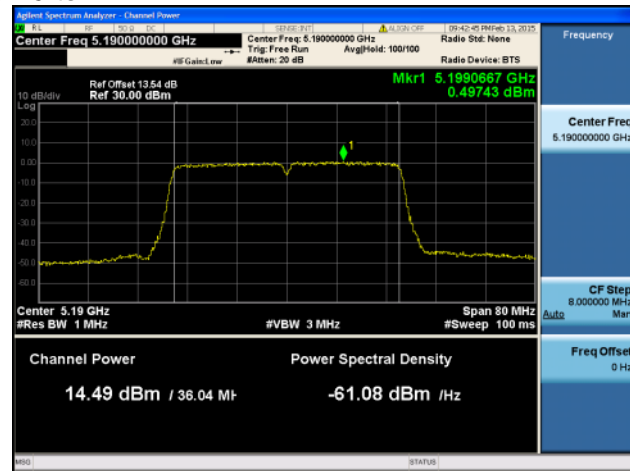 Agilent Spectrum Analyzer - Channel Power
RL RF 50 Ω DC SENSE:INT ALIGN OFF 09:42:45 PM Feb 13, 2015
Center Freq 5.190000000 GHz
Center Freq: 5.190000000 GHz
Radio Std: None
Trig: Free Run Avg|Hold: 100/100
#IFGain:Low #Atten: 20 dB Radio Device: BTS
Frequency
Mkr1 5.1990667 GHz
0.49743 dBm
Ref Offset 13.54 dB
10 dB/div Ref 30.00 dBm
Log
20.0
10.0
0.00
-10.0
-20.0
-30.0
-40.0
-50.0
-60.0
1
Center Freq
5.190000000 GHz
CF Step
8.000000 MHz
Auto Man
Freq Offset
0 Hz
Center 5.19 GHz Span 80 MHz
#Res BW 1 MHz #VBW 3 MHz #Sweep 100 ms
Channel Power Power Spectral Density
14.49 dBm / 36.04 MH -61.08 dBm /Hz
MSG STATUS